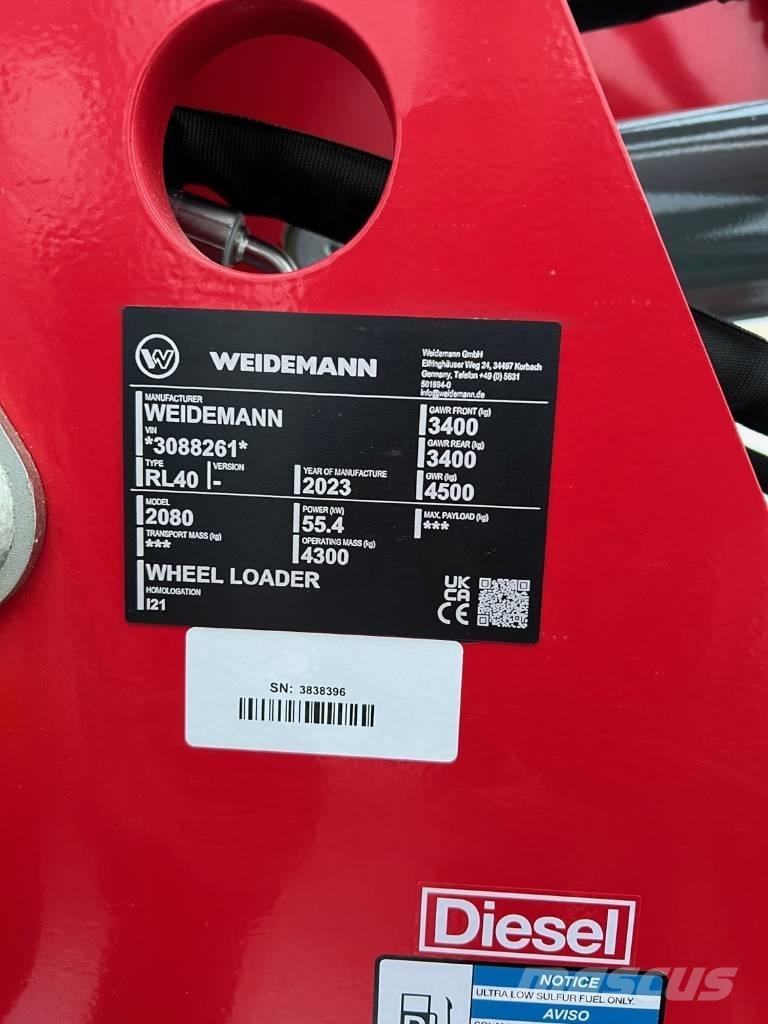 WEIDEMANN
Weidemann GmbH
Elfringhäuser Weg 24, 34497 Korbach
Germany, Telefon +49 (0) 5631
501694-0
info@weidemann.de
MANUFACTURER
WEIDEMANN
VIN
*3088261*
TYPE
RL40
VERSION
-
YEAR OF MANUFACTURE
2023
GAWR FRONT (kg)
3400
GAWR REAR (kg)
3400
GWR (kg)
4500
MODEL
2080
POWER (kW)
55.4
MAX. PAYLOAD (kg)
***
TRANSPORT MASS (kg)
***
OPERATING MASS (kg)
4300
WHEEL LOADER
HOMOLOGATION
I21
UK
CA
CE
SN: 3838396
Diesel
NOTICE
ULTRA LOW SULFUR FUEL ONLY.
AVISO
mascus